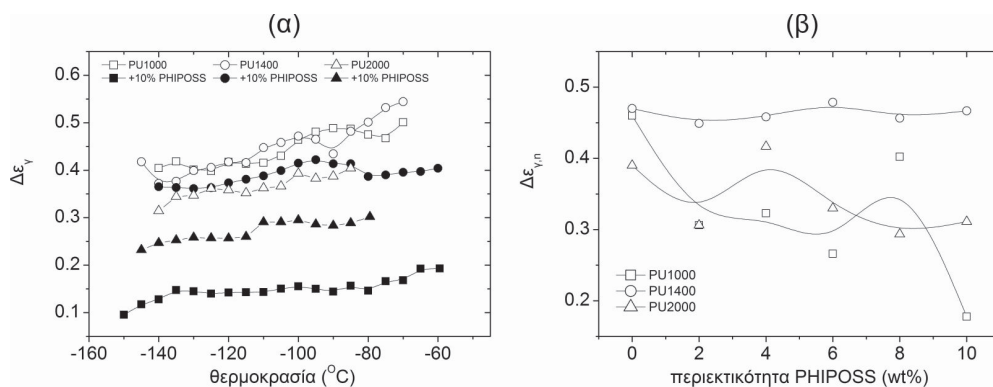 (α)
PU1000 PU1400 PU2000
+10% PHIPOSS +10% PHIPOSS +10% PHIPOSS
0.6
0.5
0.4
0.3
0.2
0.1
Δεγ
-160 -140 -120 -100 -80 -60
θερμοκρασία (ᴼC)
(β)
0.5
0.4
0.3
0.2
Δεγ,n
PU1000
PU1400
PU2000
0 2 4 6 8 10
περιεκτικότητα PHIPOSS (wt%)